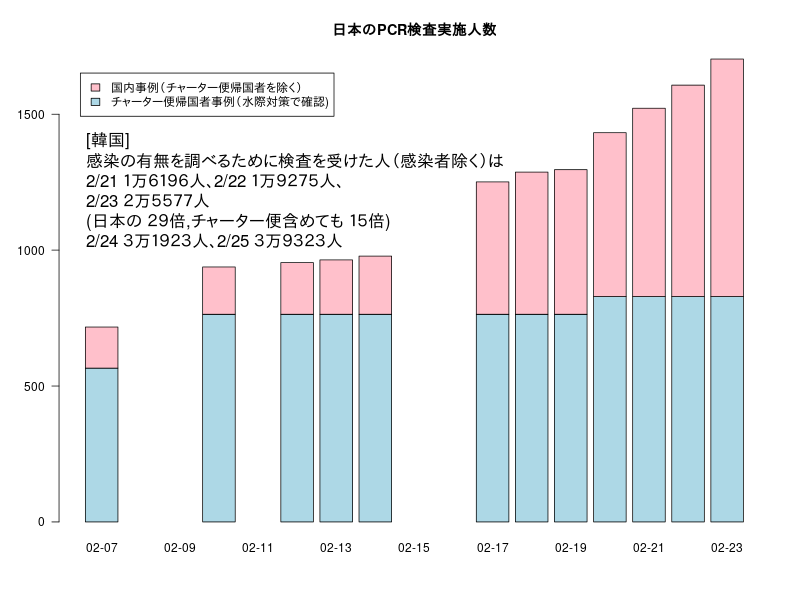 日本のPCR検査実施人数
国内事例(チャーター便帰国者を除く)
チャーター便帰国者事例(水際対策で確認)
[韓国]
感染の有無を調べるために検査を受けた人(感染者除く)は
2/21 1万6196人、2/22 1万9275人、
2/23 2万5577人
(日本の 29倍,チャーター便含めても 15倍)
2/24 3万1923人、2/25 3万9323人
1500
1000
500
0
02-07 02-09 02-11 02-13 02-15 02-17 02-19 02-21 02-23